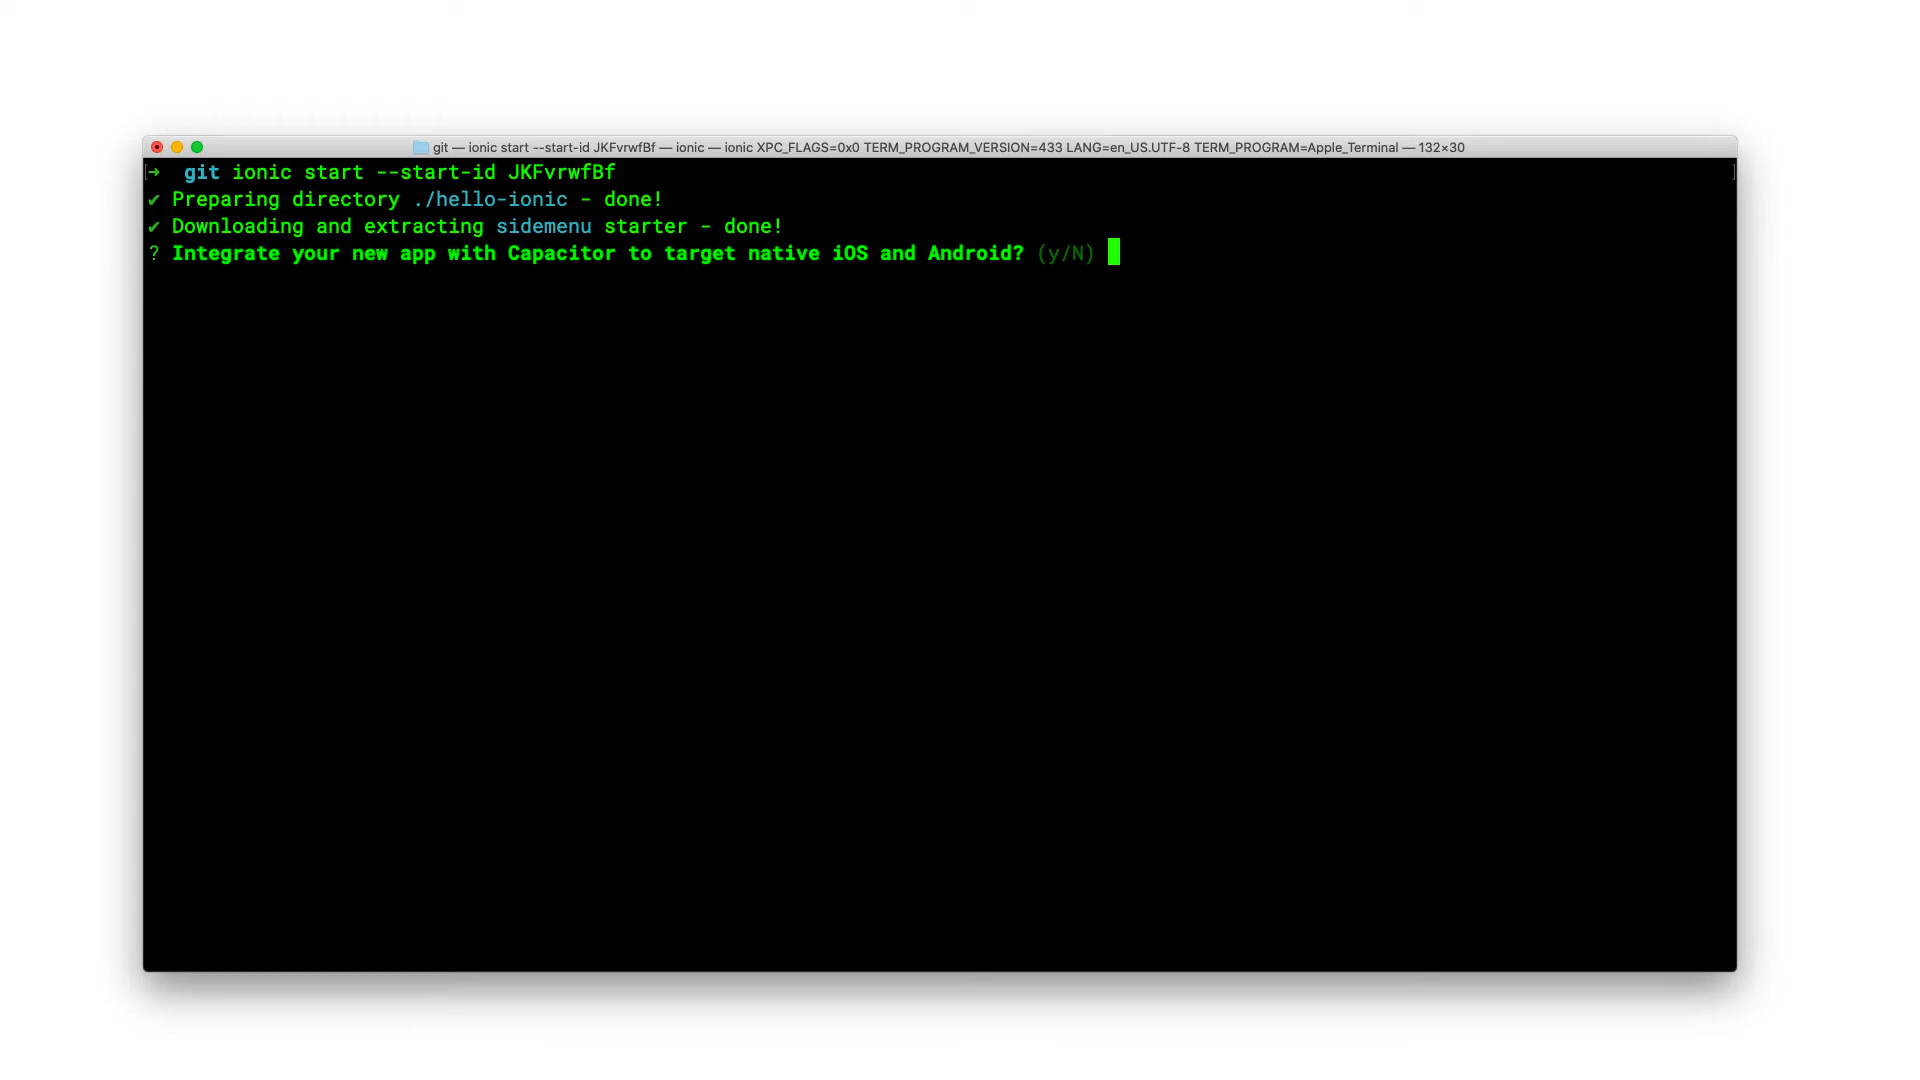 git — ionic start --start-id JKFvrwfBf — ionic — ionic XPC_FLAGS=0x0 TERM_PROGRAM_VERSION=433 LANG=en_US.UTF-8 TERM_PROGRAM=Apple_Terminal — 132×30
[➜  git ionic start --start-id JKFvrwfBf ]
✔ Preparing directory ./hello-ionic - done!
✔ Downloading and extracting sidemenu starter - done!
? Integrate your new app with Capacitor to target native iOS and Android? (y/N)